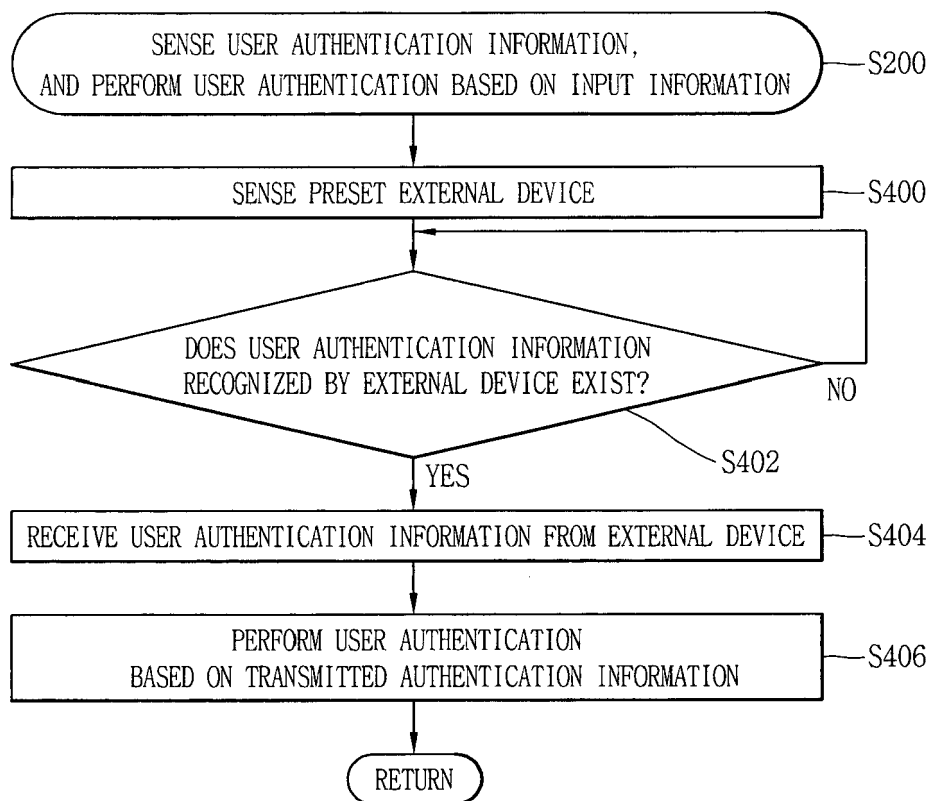 SENSE USER AUTHENTICATION INFORMATION,
AND PERFORM USER AUTHENTICATION BASED ON INPUT INFORMATION
S200
SENSE PRESET EXTERNAL DEVICE
S400
DOES USER AUTHENTICATION INFORMATION
RECOGNIZED BY EXTERNAL DEVICE EXIST?
NO
S402
YES
RECEIVE USER AUTHENTICATION INFORMATION FROM EXTERNAL DEVICE
S404
PERFORM USER AUTHENTICATION
BASED ON TRANSMITTED AUTHENTICATION INFORMATION
S406
RETURN